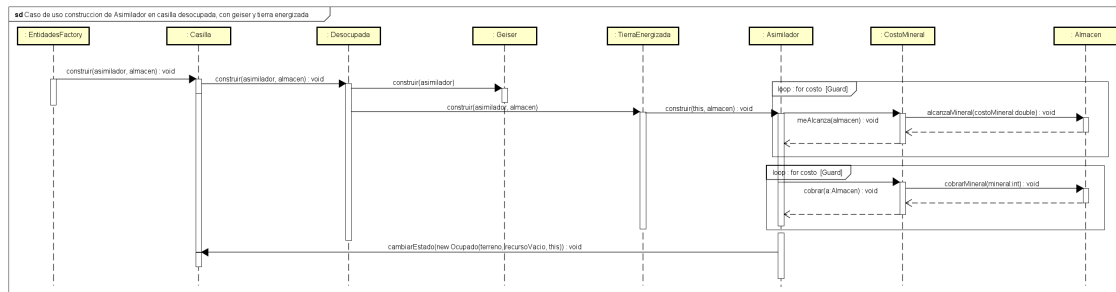 sd Caso de uso construccion de Asimilador en casilla desocupada, con geiser y tierra energizada
EntidadesFactory
: Casilla
: Desocupada
: Geiser
: TierraEnergizada
: Asimilador
: CostoMineral
: Almacen
construir(asimilador, almacen) : void
construir(asimilador, almacen) : void
construir(asimilador)
construir(asimilador, almacen)
construir(this, almacen) : void
loop : for costo [Guard]
meAlcanza(almacen) : void
alcanzaMineral(costoMineral:double) : void
loop : for costo [Guard]
cobrar(a:Almacen) : void
cobrarMineral(mineral:int) : void
cambiarEstado(new Ocupado(terreno, recursoVacio, this)) : void